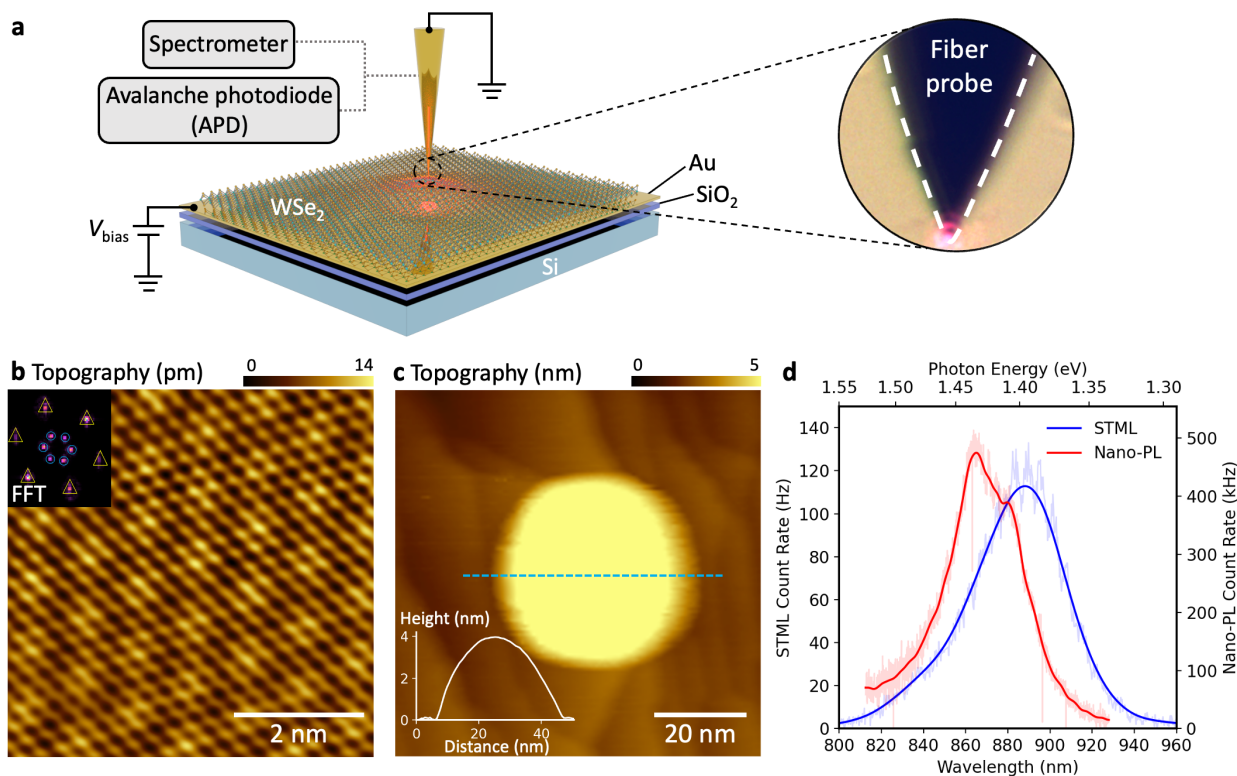 a
Spectrometer
Avalanche photodiode
(APD)
Fiber
probe
Au
SiO₂
WSe₂
Vbias
Si
b Topography (pm)
0
14
FFT
2 nm
c Topography (nm)
0
5
Height (nm)
4
2
0
0
20
40
Distance (nm)
20 nm
d
Photon Energy (eV)
1.55 1.50 1.45 1.40 1.35 1.30
STML
Nano-PL
STML Count Rate (Hz)
140
120
100
80
60
40
20
0
500
400
300
200
100
0
Nano-PL Count Rate (kHz)
800 820 840 860 880 900 920 940 960
Wavelength (nm)